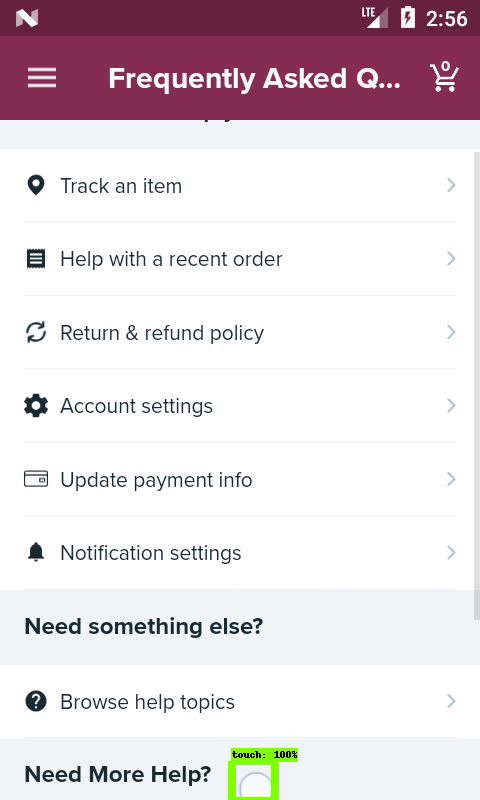 LTE 2:56
Frequently Asked Q...
0
Track an item
Help with a recent order
Return & refund policy
Account settings
Update payment info
Notification settings
Need something else?
Browse help topics
touch: 100%
Need More Help?